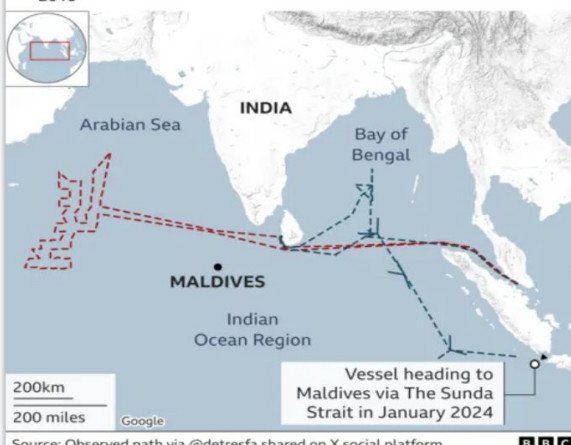 INDIA
Arabian Sea
Bay of
Bengal
MALDIVES
Indian
Ocean Region
Vessel heading to
Maldives via The Sunda
Strait in January 2024
200km
200 miles
Google
Source: Observed path via @detresfa shared on X social platform
BBC